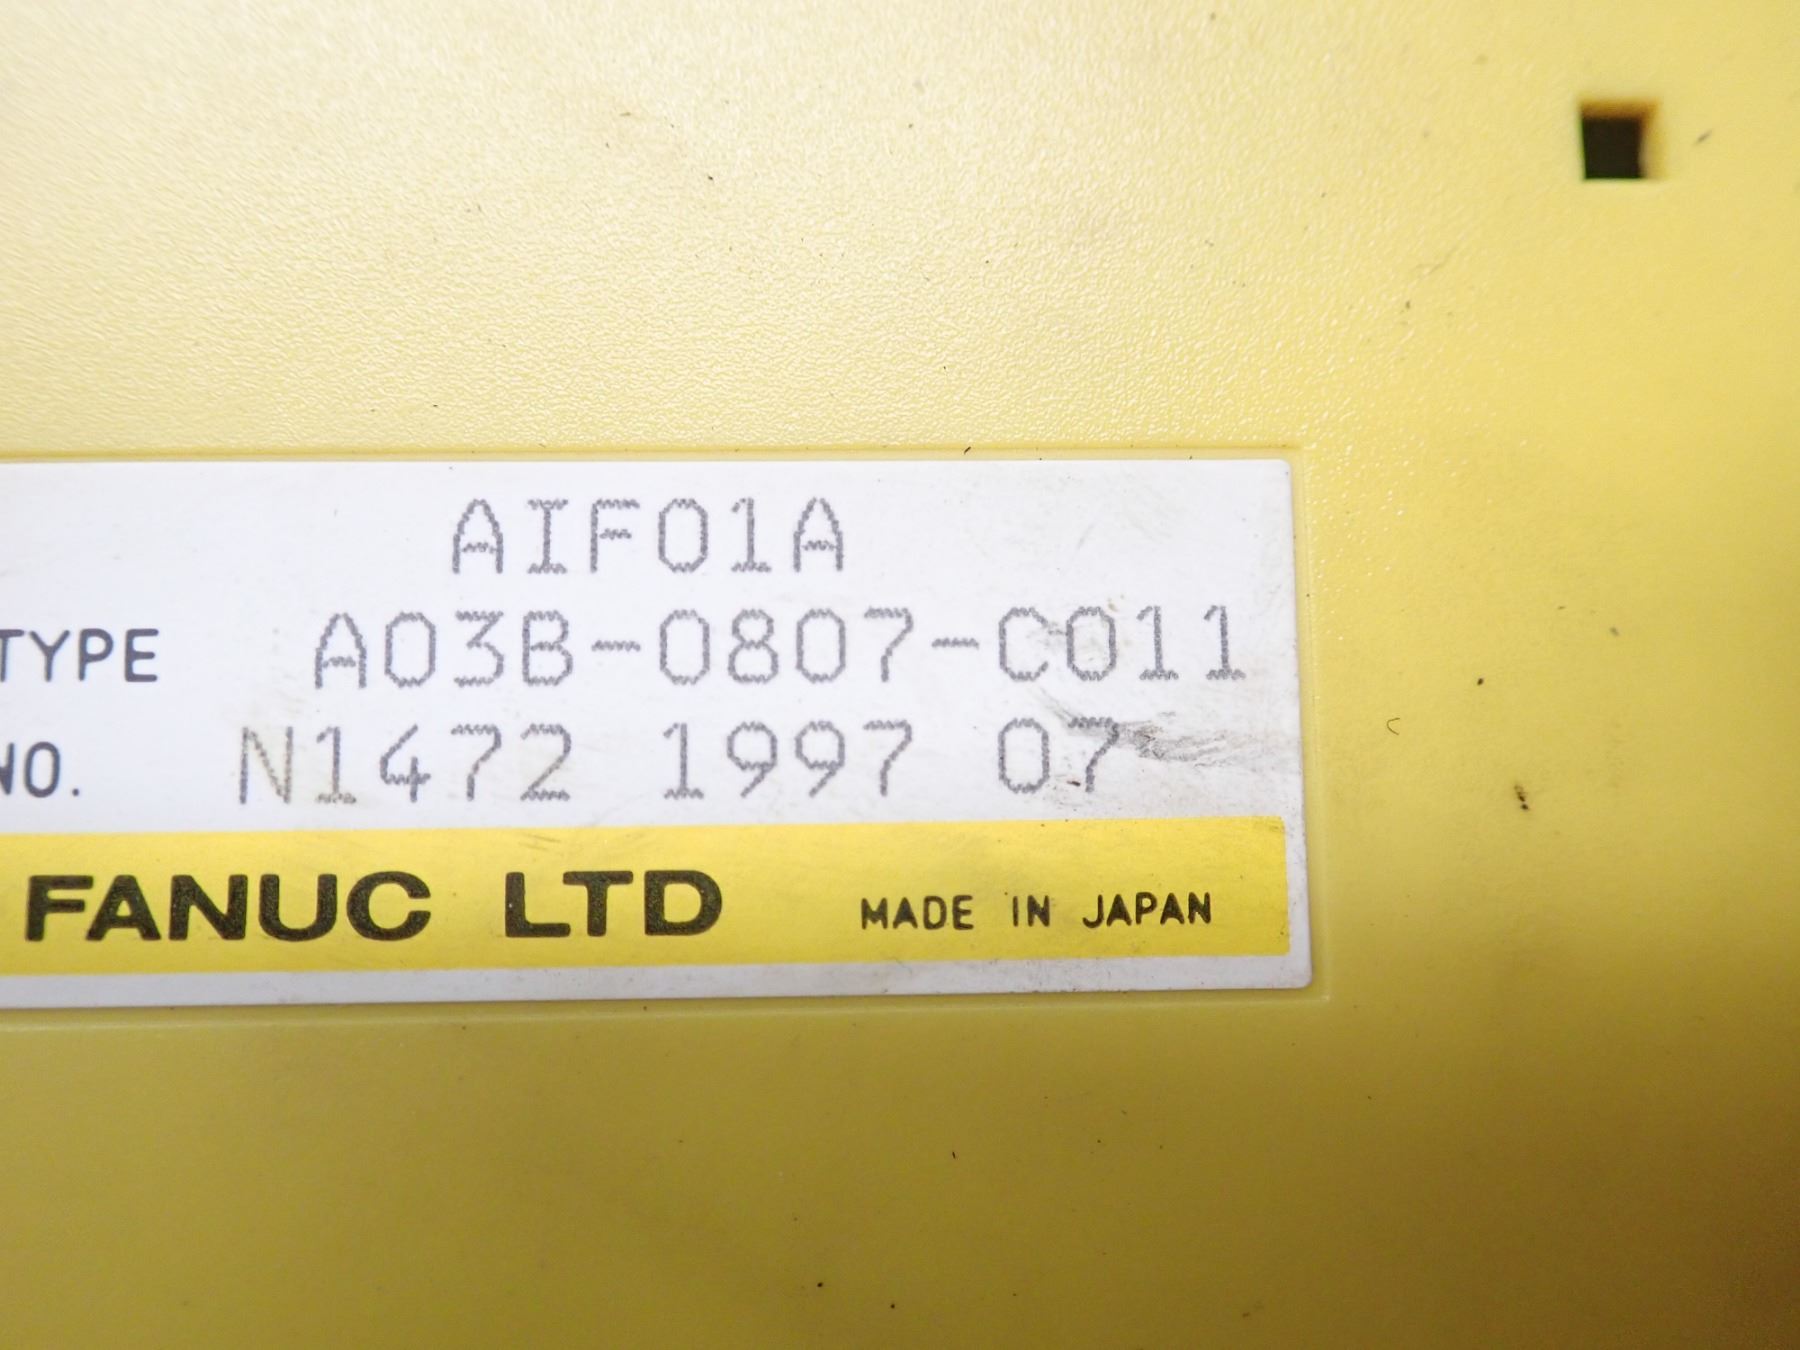 AIF01A
TYPE A03B-0807-C011
NO. N1472 1997 07
FANUC LTD MADE IN JAPAN